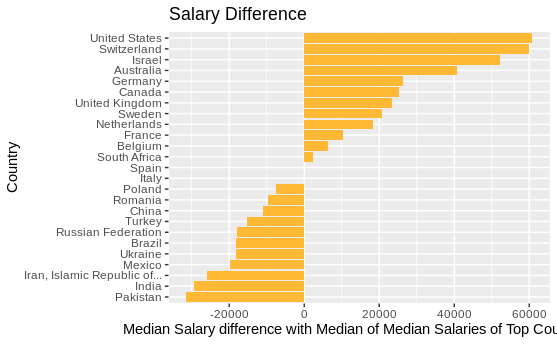 Salary Difference
Country
United States
Switzerland
Israel
Australia
Germany
Canada
United Kingdom
Sweden
Netherlands
France
Belgium
South Africa
Spain
Italy
Poland
Romania
China
Turkey
Russian Federation
Brazil
Ukraine
Mexico
Iran, Islamic Republic of...
India
Pakistan
-20000 0 20000 40000 60000
Median Salary difference with Median of Median Salaries of Top Cou